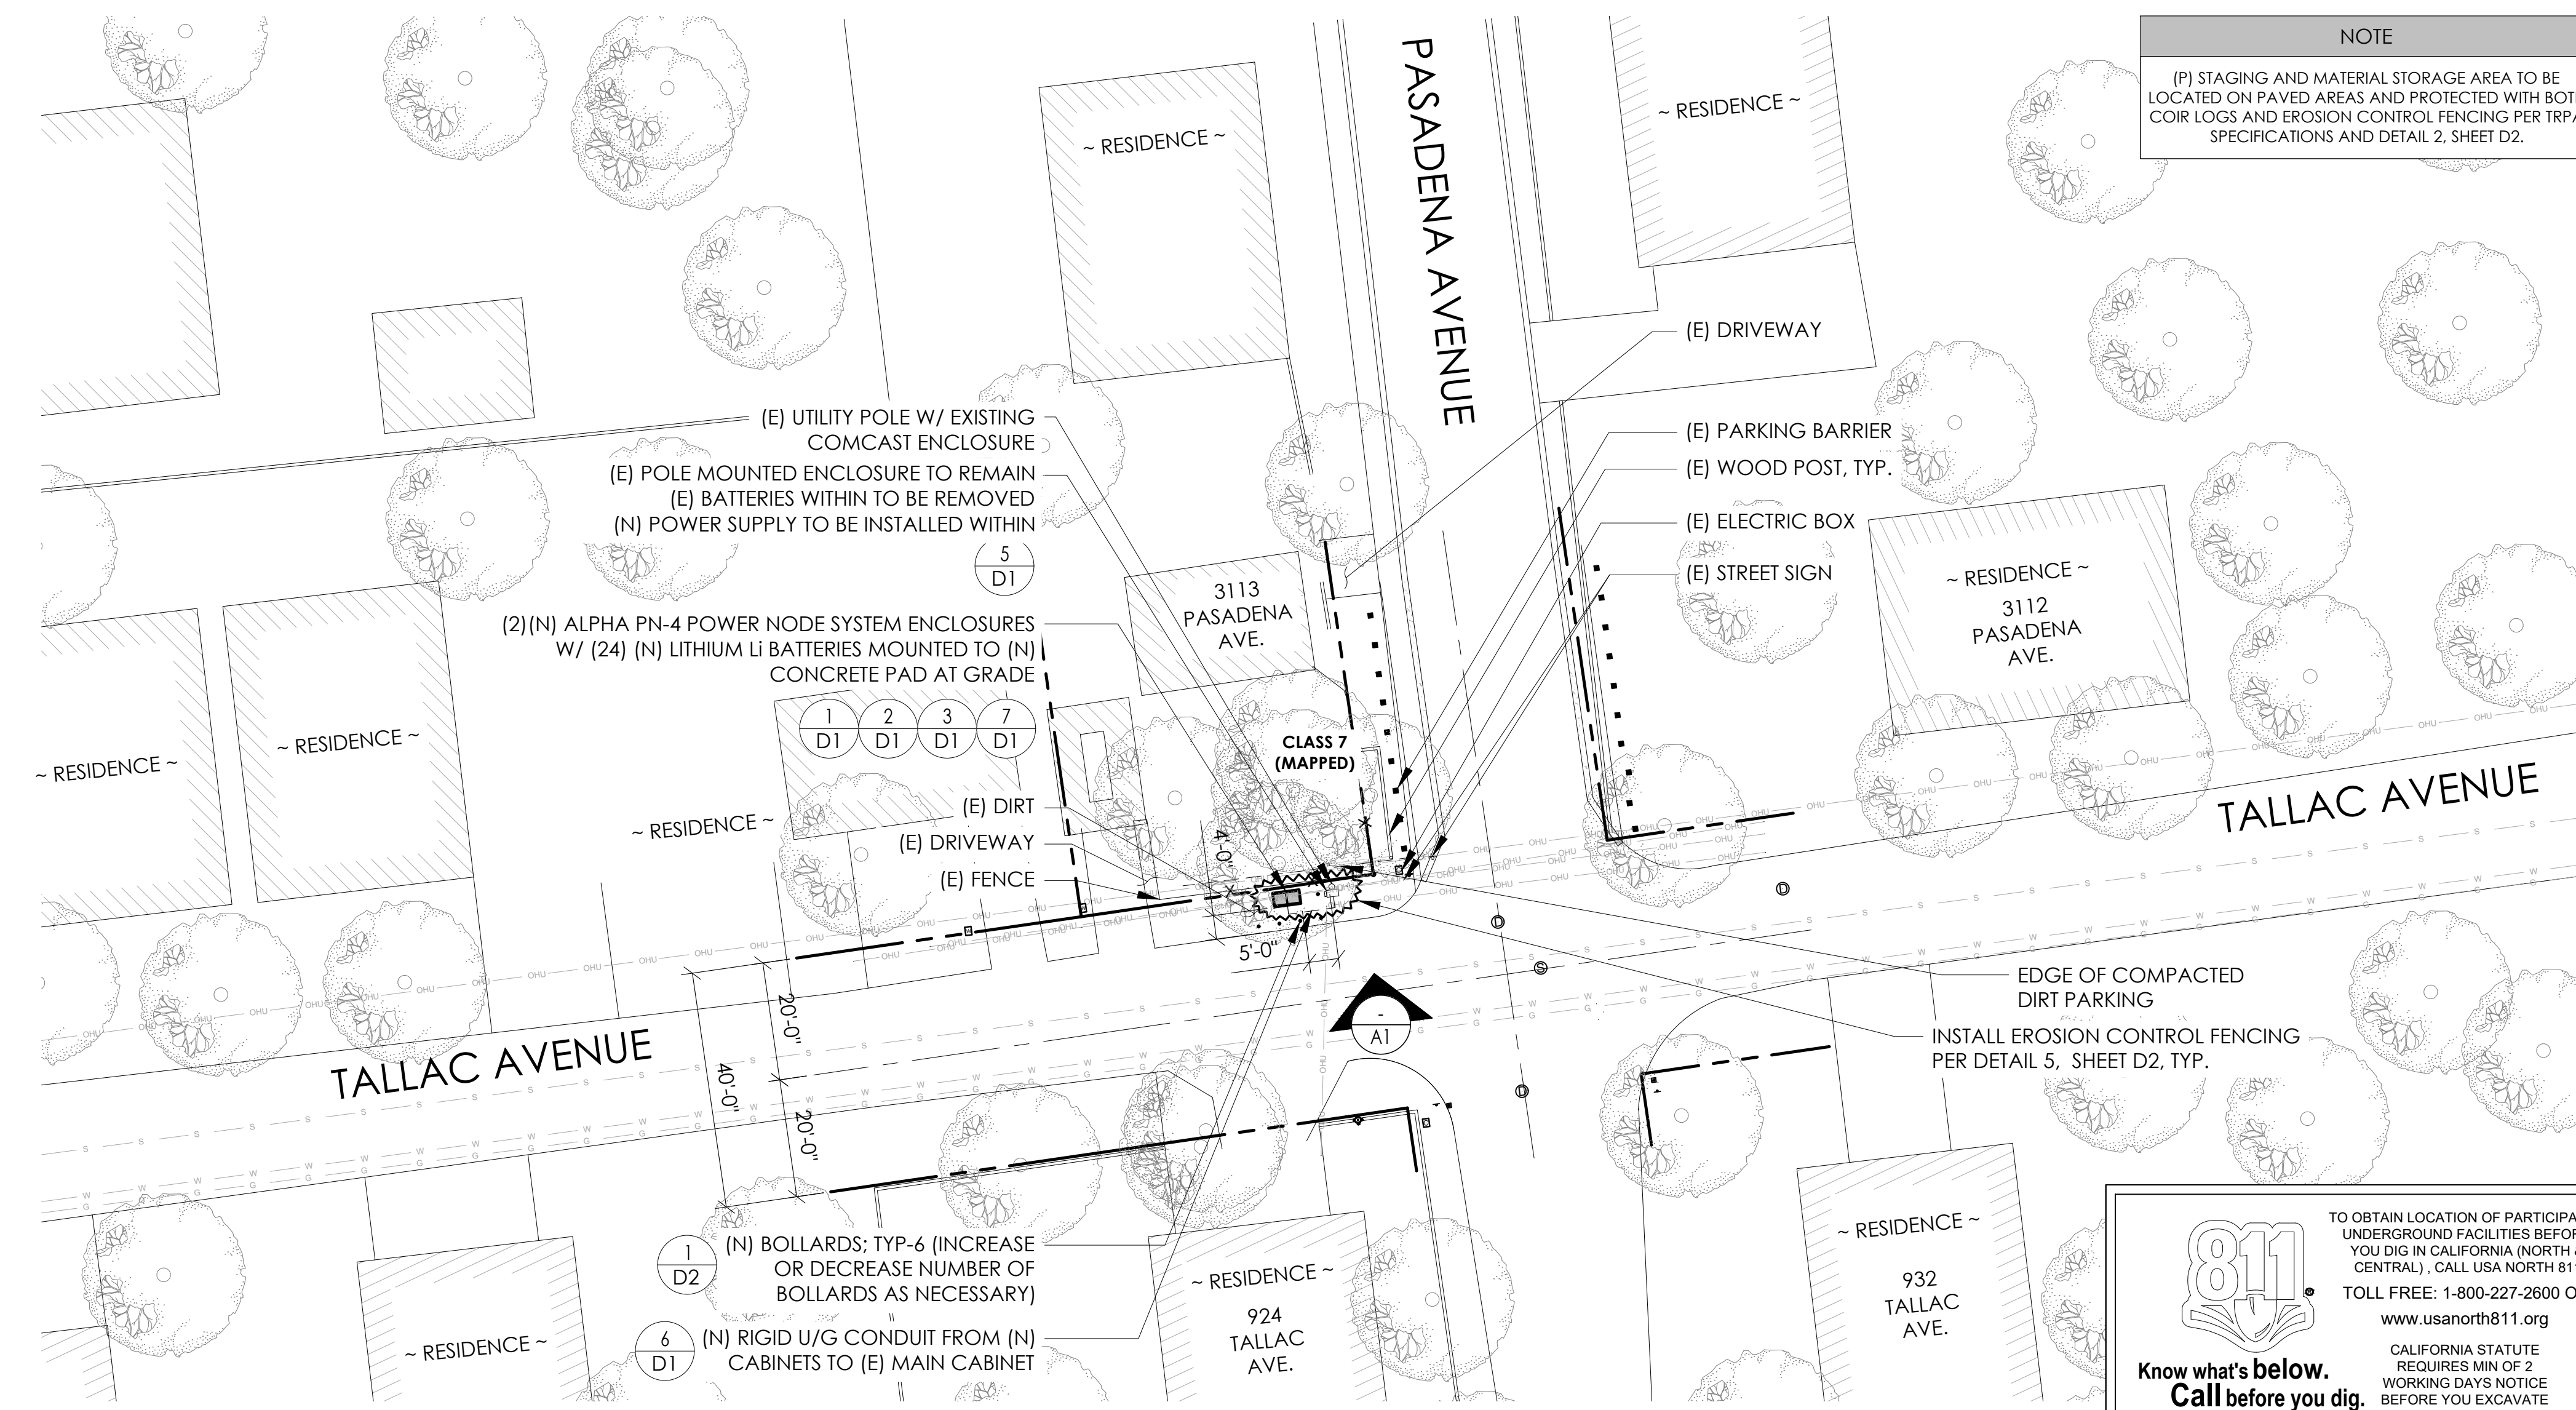 PASADENA AVENUE
NOTE
(P) STAGING AND MATERIAL STORAGE AREA TO BE
LOCATED ON PAVED AREAS AND PROTECTED WITH
COIR LOGS AND EROSION CONTROL FENCING PER
SPECIFICATIONS AND DETAIL 2, SHEET D2.
~ RESIDENCE ~
~ RESIDENCE ~
(E) DRIVEWAY
(E) PARKING BARRIER
(E) WOOD POST, TYP.
(E) ELECTRIC BOX
(E) STREET SIGN
(E) UTILITY POLE W/ EXISTING
COMCAST ENCLOSURE
(E) POLE MOUNTED ENCLOSURE TO REMAIN
(E) BATTERIES WITHIN TO BE REMOVED
(N) POWER SUPPLY TO BE INSTALLED WITHIN
5
D1
(2)(N) ALPHA PN-4 POWER NODE SYSTEM ENCLOSURES
W/ (24) (N) LITHIUM Li BATTERIES MOUNTED TO (N)
CONCRETE PAD AT GRADE
1 2 3 7
D1 D1 D1 D1
3113
PASADENA
AVE.
~ RESIDENCE ~
3112
PASADENA
AVE.
CLASS 7
(MAPPED)
~ RESIDENCE ~
~ RESIDENCE ~
~ RESIDENCE ~
(E) DIRT
(E) DRIVEWAY
(E) FENCE
4'-0"
5'-0"
TALLAC AVENUE
-
A1
EDGE OF COMPACTED
DIRT PARKING
INSTALL EROSION CONTROL FENCING
PER DETAIL 5, SHEET D2, TYP.
TALLAC AVENUE
20'-0"
40'-0"
20'-0"
1
D2
(N) BOLLARDS; TYP-6 (INCREASE
OR DECREASE NUMBER OF
BOLLARDS AS NECESSARY)
6
D1
(N) RIGID U/G CONDUIT FROM (N)
CABINETS TO (E) MAIN CABINET
~ RESIDENCE ~
~ RESIDENCE ~
924
TALLAC
AVE.
~ RESIDENCE ~
932
TALLAC
AVE.
811
Know what's below.
Call before you dig.
TO OBTAIN LOCATION OF
UNDERGROUND FACILITIES
YOU DIG IN CALIFORNIA (NORTH
CENTRAL) , CALL USA NORTH
TOLL FREE: 1-800-227-2600
www.usanorth811.org
CALIFORNIA STATUTE
REQUIRES MIN OF 2
WORKING DAYS NOTICE
BEFORE YOU EXCAVATE